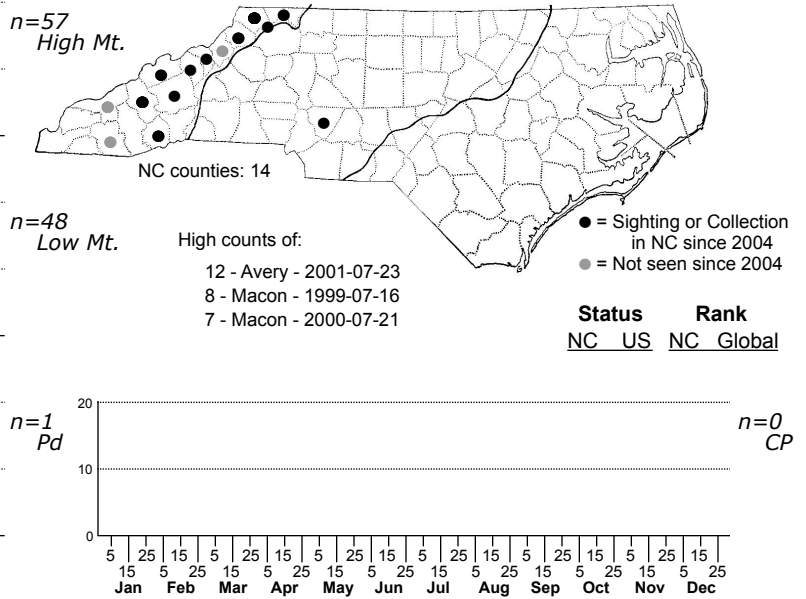 n=57
High Mt.
NC counties: 14
n=48
Low Mt.
High counts of:
12 - Avery - 2001-07-23
8 - Macon - 1999-07-16
7 - Macon - 2000-07-21
= Sighting or Collection
in NC since 2004
= Not seen since 2004
Status Rank
NC US NC Global
n=1
Pd
n=0
CP
20
10
0
5 25 15 5 25 15 5 25 15 5 25 15 5 25 15 5 25 15
15 5 25 15 5 25 15 5 25 15 5 25 15 5 25 15 5 25
Jan Feb Mar Apr May Jun Jul Aug Sep Oct Nov Dec